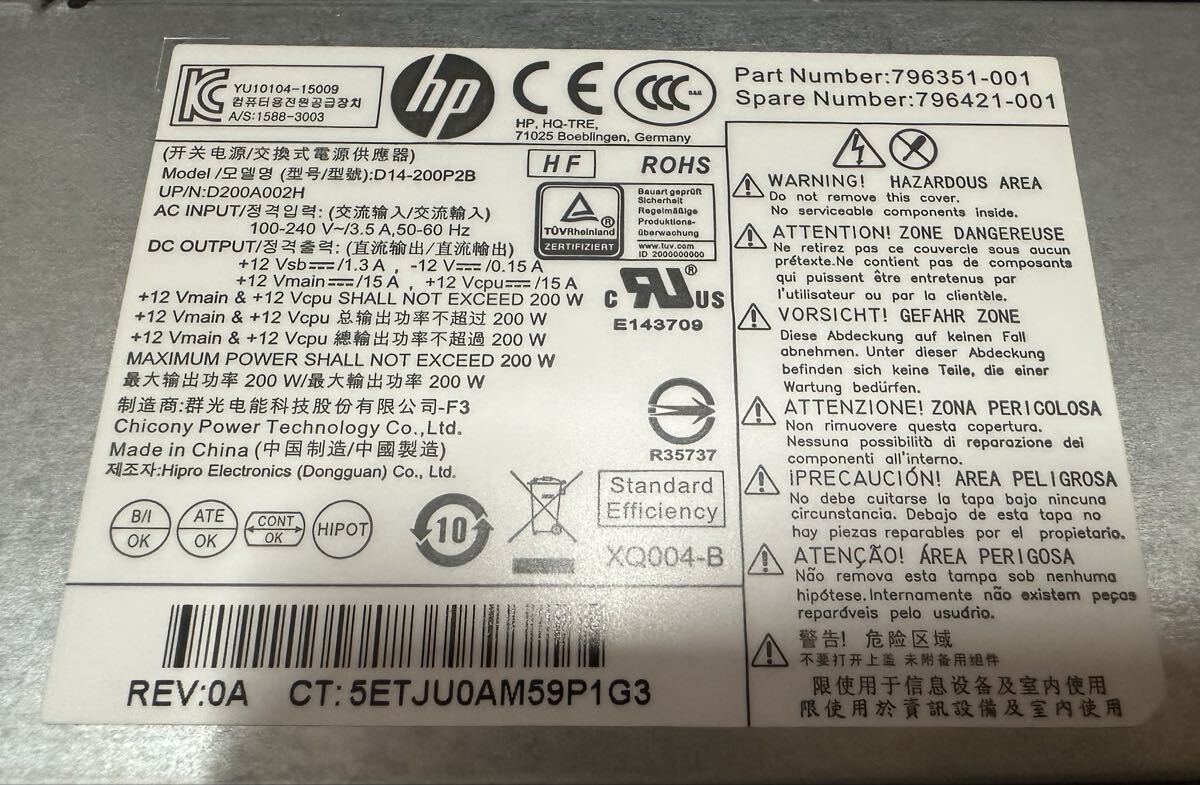 YU10104-15009
컴퓨터용전원공급장치
A/S:1588-3003
hp
CE
CCC
S&E
HP, HQ-TRE,
71025 Boeblingen, Germany
Part Number:796351-001
Spare Number:796421-001
(开关电源/交換式電源供應器)
Model /모델명 (型号/型號):D14-200P2B
UP/N:D200A002H
AC INPUT/정격입력: (交流输入/交流輸入)
100-240 V~/3.5 A,50-60 Hz
DC OUTPUT/정격출력: (直流输出/直流輸出)
+12 Vsb⎓/1.3 A , -12 V⎓/0.15 A
+12 Vmain⎓/15 A , +12 Vcpu⎓/15 A
+12 Vmain & +12 Vcpu SHALL NOT EXCEED 200 W
+12 Vmain & +12 Vcpu 总输出功率不超过 200 W
+12 Vmain & +12 Vcpu 總輸出功率不超過 200 W
MAXIMUM POWER SHALL NOT EXCEED 200 W
最大输出功率 200 W/最大輸出功率 200 W
制造商:群光电能科技股份有限公司-F3
Chicony Power Technology Co.,Ltd.
Made in China (中国制造/中國製造)
제조자:Hipro Electronics (Dongguan) Co., Ltd.
HF
ROHS
TÜVRheinland ®
ZERTIFIZIERT
Bauart geprüft
Sicherheit
Regelmäßige
Produktions-
überwachung
www.tuv.com
ID 2000000000
C RU US ®
E143709
R35737
B/I
OK
ATE
OK
CONT
OK
HIPOT
10
Standard
Efficiency
XQ004-B
REV:0A CT: 5ETJU0AM59P1G3
WARNING! HAZARDOUS AREA
Do not remove this cover.
No serviceable components inside.
ATTENTION! ZONE DANGEREUSE
Ne retirez pas ce couvercle sous aucun
prétexte.Ne contient pas de composants
qui puissent être entretenus par
l'utilisateur ou par la clientèle.
VORSICHT! GEFAHR ZONE
Diese Abdeckung auf keinen Fall
abnehmen. Unter dieser Abdeckung
befinden sich keine Teile, die einer
Wartung bedürfen.
ATTENZIONE! ZONA PERICOLOSA
Non rimuovere questa copertura.
Nessuna possibilità di reparazione dei
componenti all'interno.
¡PRECAUCIÓN! AREA PELIGROSA
No debe cuitarse la tapa bajo ninguna
circunstancia. Debajo de esta tapa no
hay piezas reparables por el propietario.
ATENÇÃO! ÁREA PERIGOSA
Não remova esta tampa sob nenhuma
hipótese.Internamente não existem peças
reparáveis pelo usuário.
警告! 危险区域
不要打开上盖 未附备用组件
限使用于信息设备及室内使用
限使用於資訊設備及室內使用